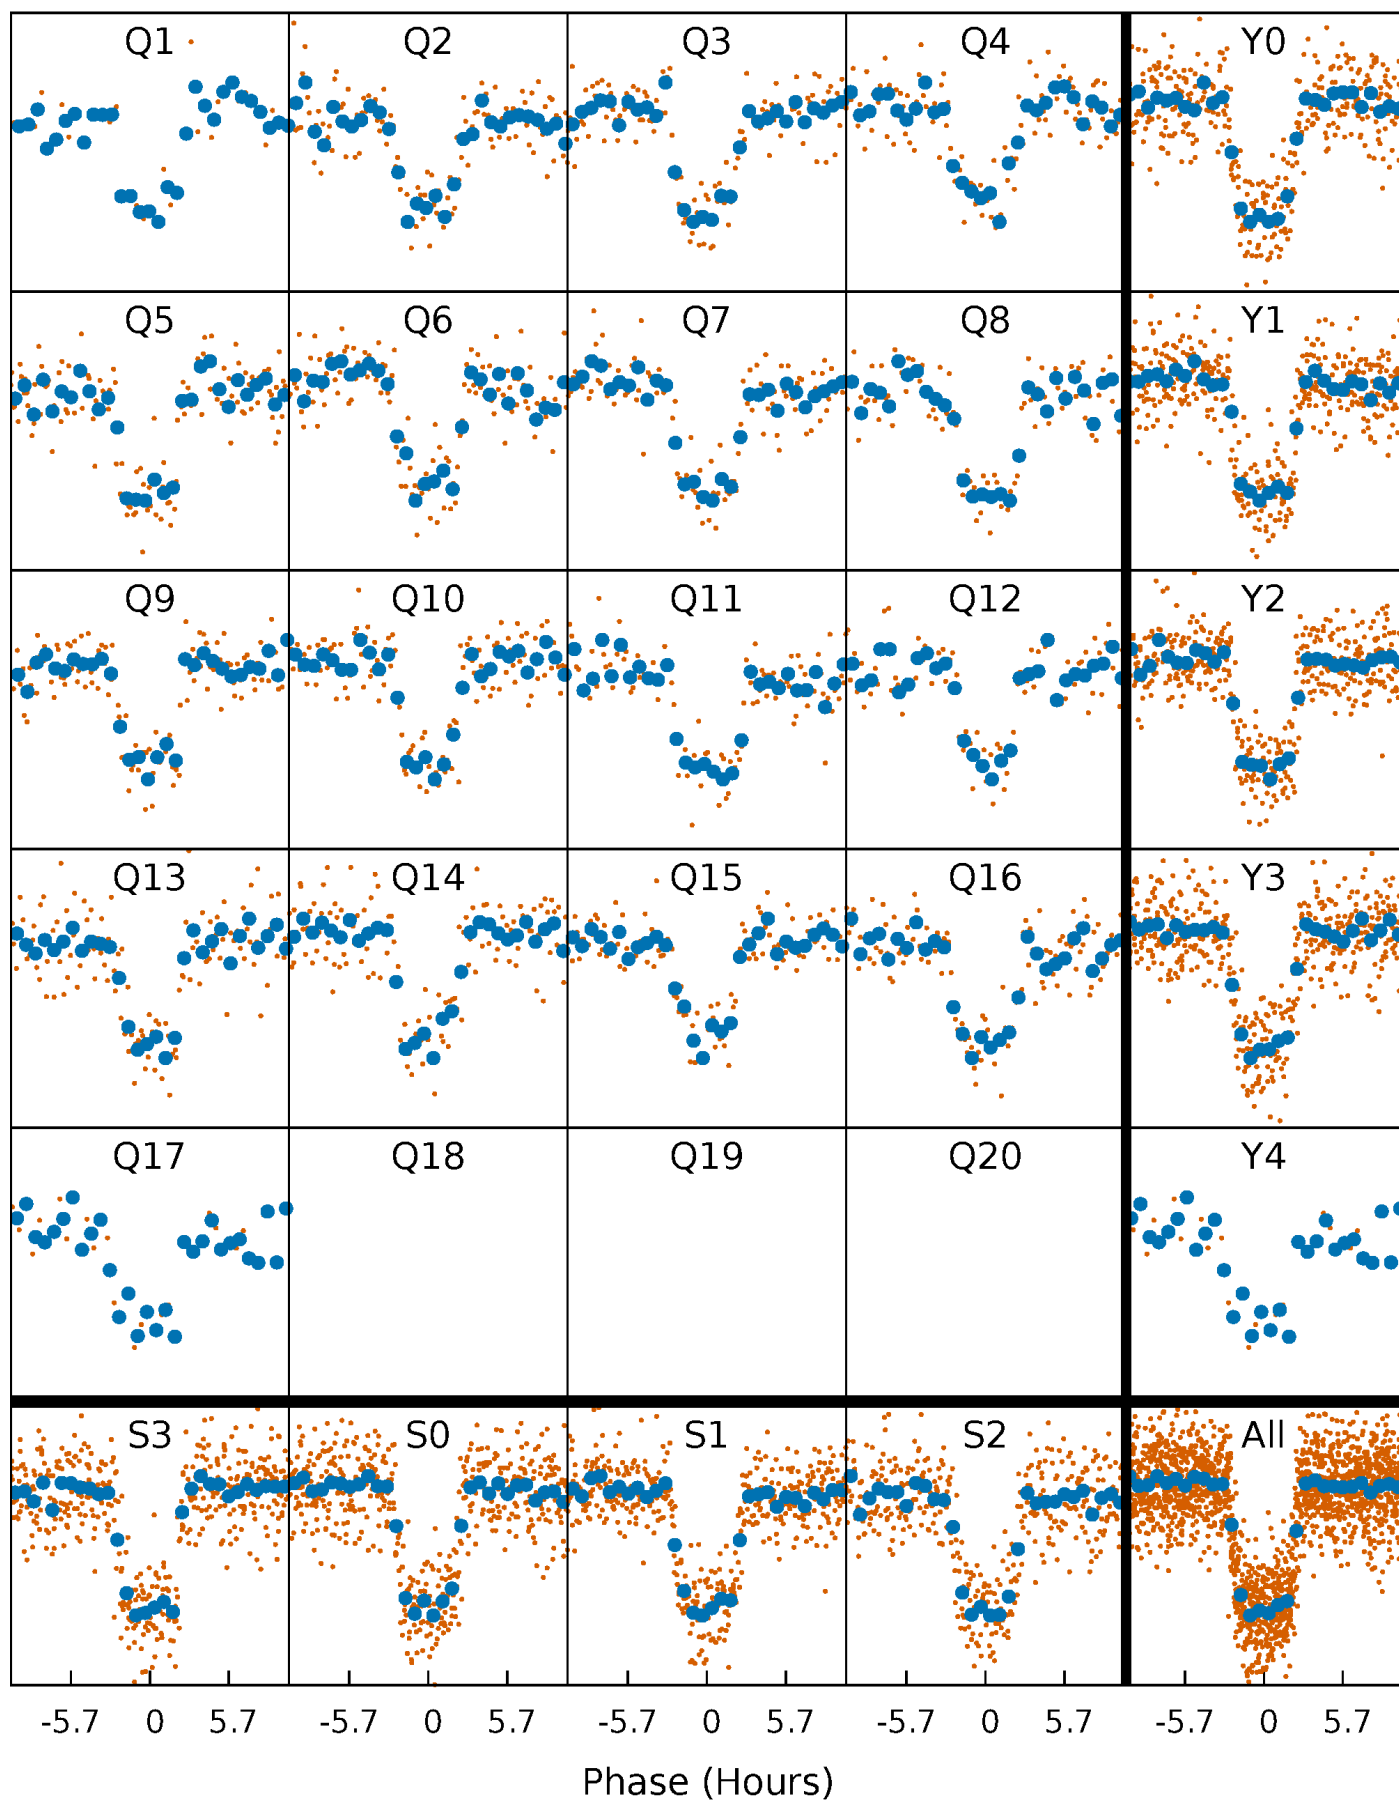 Q1 Q2 Q3 Q4 Y0
Q5 Q6 Q7 Q8 Y1
Q9 Q10 Q11 Q12 Y2
Q13 Q14 Q15 Q16 Y3
Q17 Q18 Q19 Q20 Y4
S3 S0 S1 S2 All
-5.7 0 5.7 -5.7 0 5.7 -5.7 0 5.7 -5.7 0 5.7 -5.7 0 5.7
Phase (Hours)